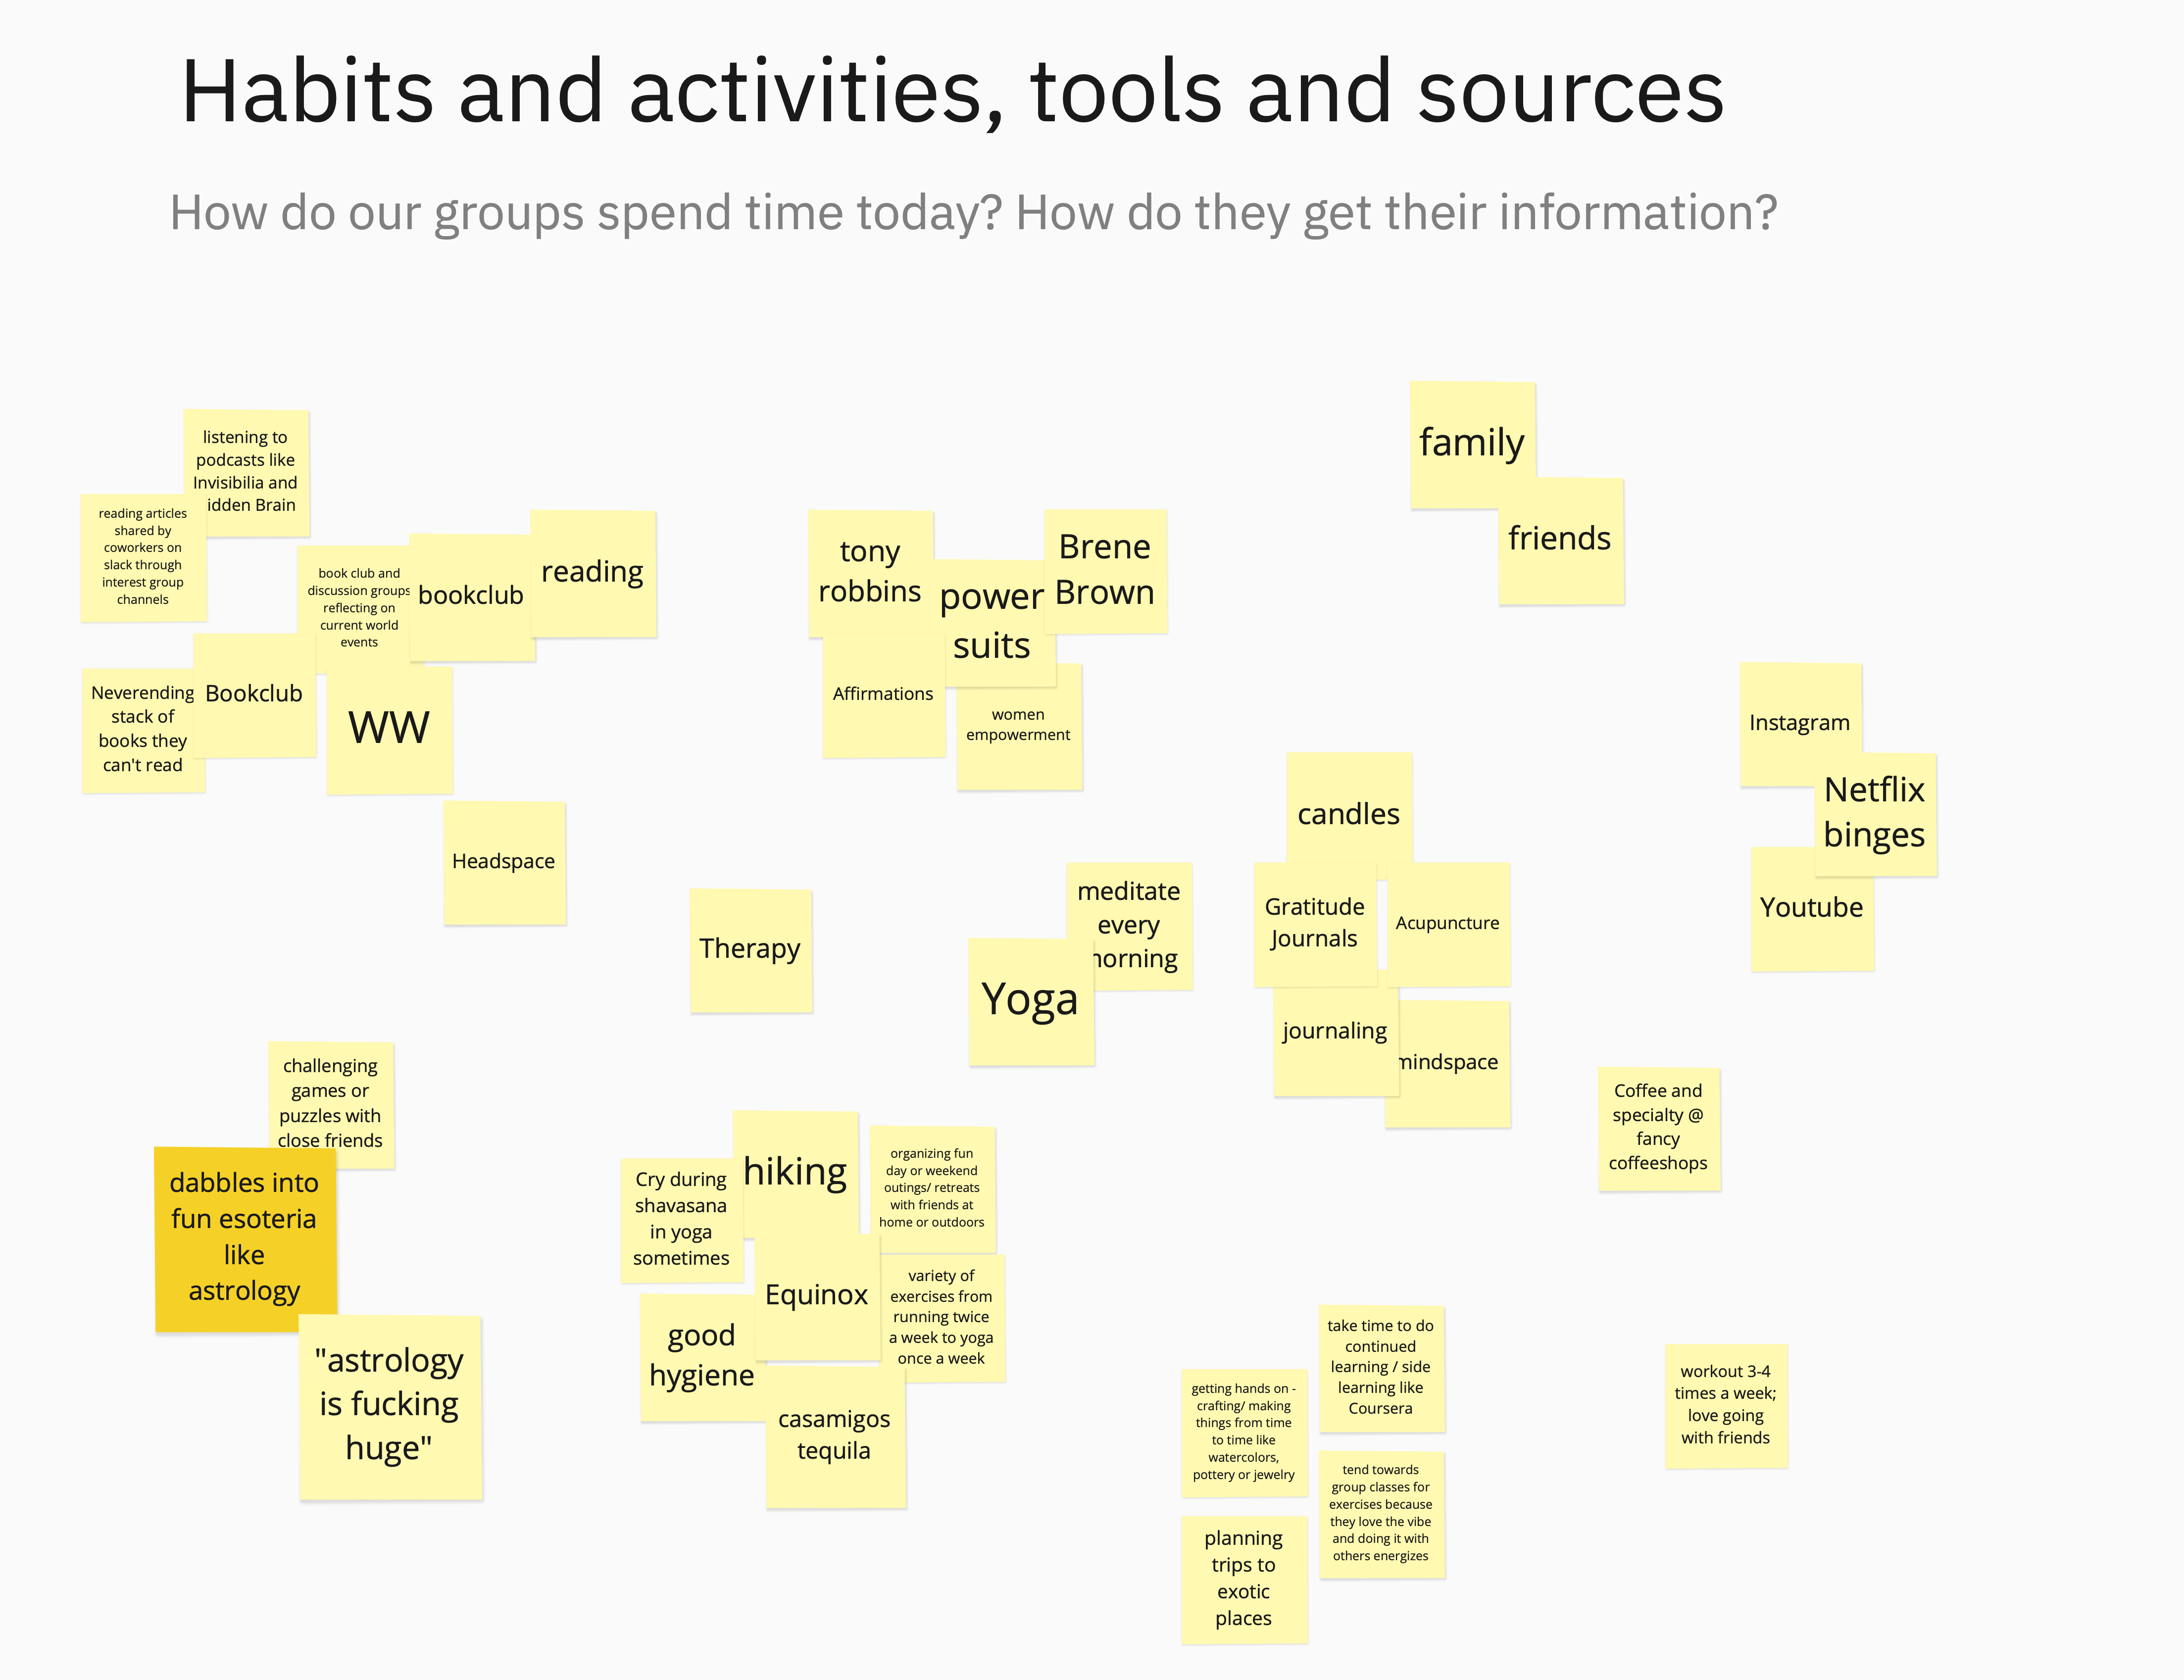 Habits and activities, tools and sources
How do our groups spend time today? How do they get their information?
listening to
podcasts like
Invisibilia and
idden Brain
reading articles
shared by
coworkers on
slack through
interest group
channels
book club and
discussion groups
reflecting on
current world
events
bookclub
reading
Neverending
stack of
books they
can't read
Bookclub
WW
Headspace
tony
robbins
power
suits
Brene
Brown
Affirmations
women
empowerment
family
friends
Instagram
Netflix
binges
Youtube
candles
Gratitude
Journals
Acupuncture
journaling
mindspace
meditate
every
morning
Yoga
Therapy
challenging
games or
puzzles with
close friends
dabbles into
fun esoteria
like
astrology
"astrology
is fucking
huge"
hiking
Cry during
shavasana
in yoga
sometimes
organizing fun
day or weekend
outings/ retreats
with friends at
home or outdoors
Equinox
variety of
exercises from
running twice
a week to yoga
once a week
good
hygiene
casamigos
tequila
Coffee and
specialty @
fancy
coffeeshops
take time to do
continued
learning / side
learning like
Coursera
getting hands on -
crafting/ making
things from time
to time like
watercolors,
pottery or jewelry
tend towards
group classes for
exercises because
they love the vibe
and doing it with
others energizes
planning
trips to
exotic
places
workout 3-4
times a week;
love going
with friends